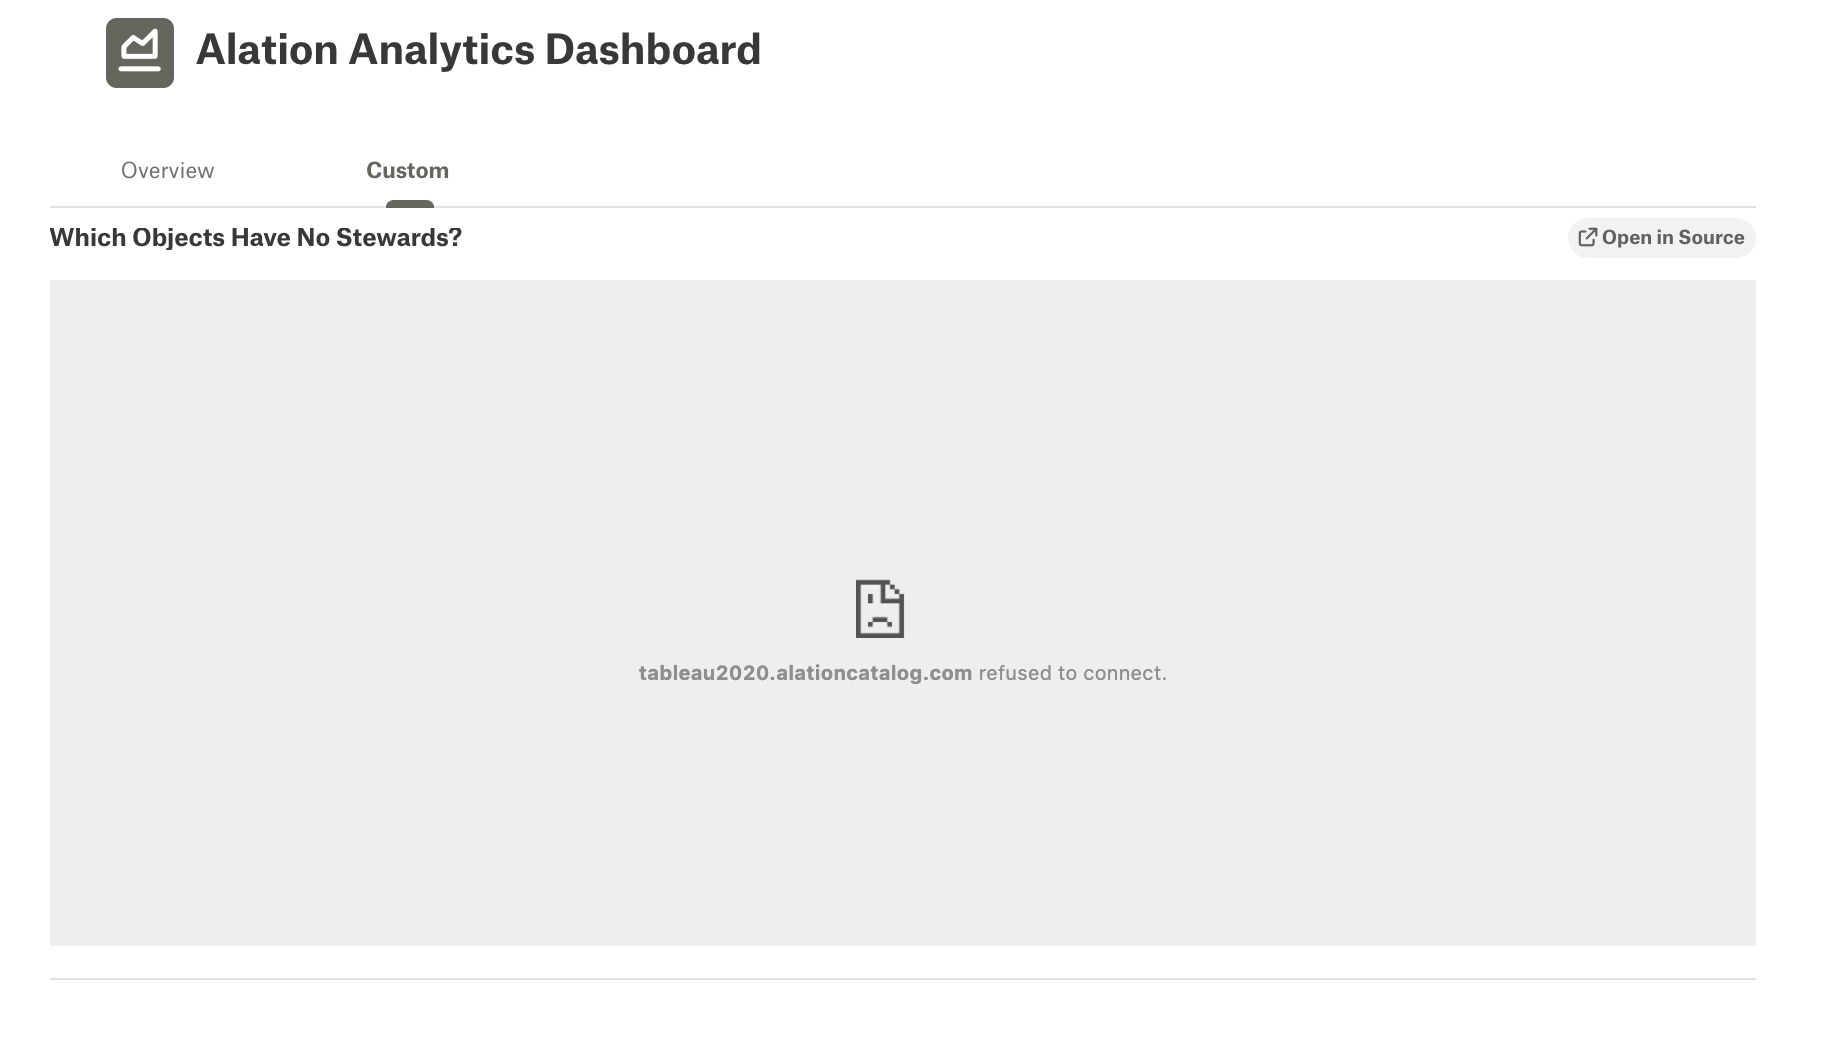 Alation Analytics Dashboard
Overview
Custom
Which Objects Have No Stewards?
Open in Source
tableau2020.alationcatalog.com refused to connect.